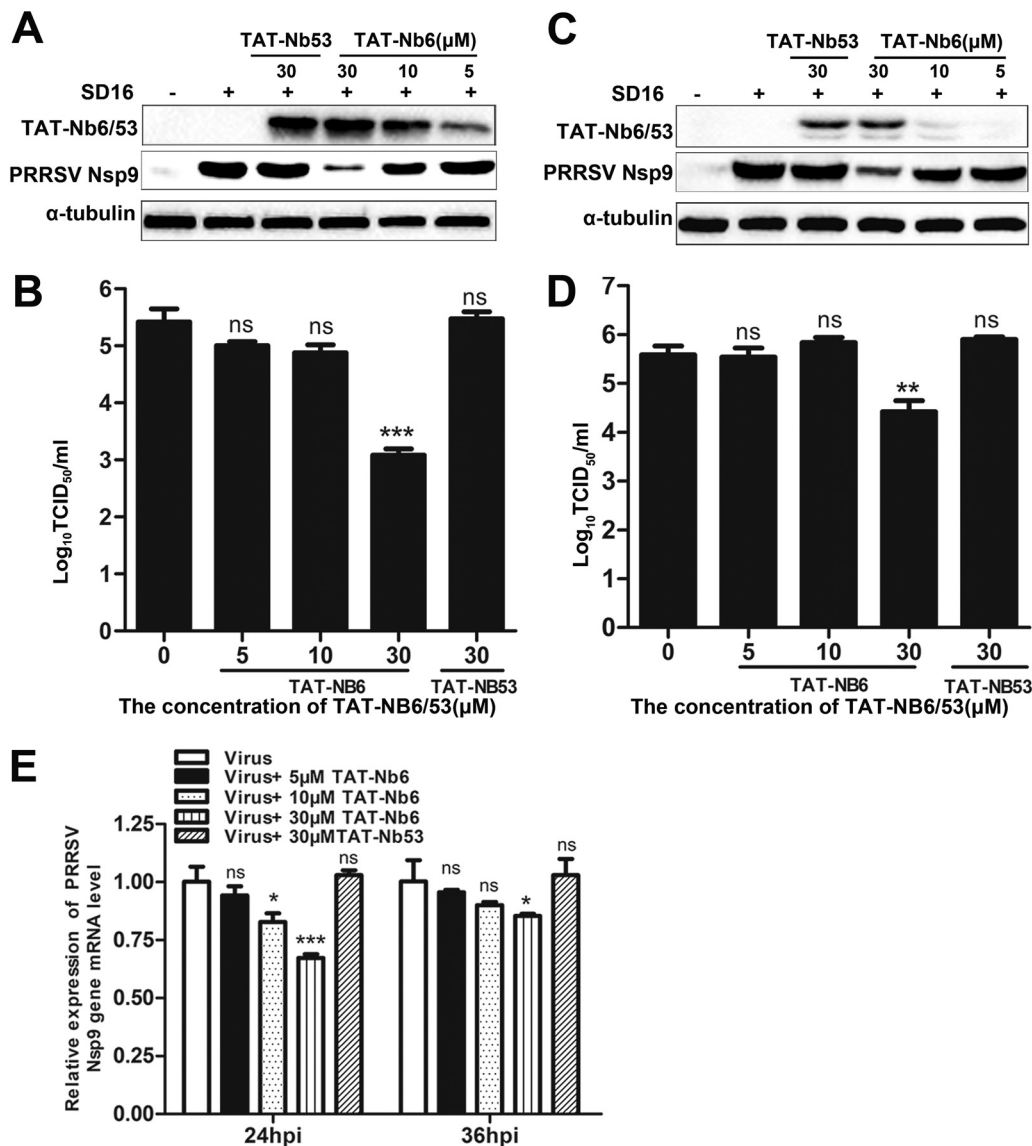 A
TAT-Nb53 TAT-Nb6(μM)
30 30 10 5
SD16 - + + + + +
TAT-Nb6/53
PRRSV Nsp9
α-tubulin
C
TAT-Nb53 TAT-Nb6(μM)
30 30 10 5
SD16 - + + + + +
TAT-Nb6/53
PRRSV Nsp9
α-tubulin
B
Log10TCID50/ml
6
5
4
3
2
1
0
ns ns *** ns
0 5 10 30 30
TAT-NB6 TAT-NB53
The concentration of TAT-NB6/53(μM)
D
Log10TCID50/ml
7
6
5
4
3
2
1
0
ns ns ** ns
0 5 10 30 30
TAT-NB6 TAT-NB53
The concentration of TAT-NB6/53(μM)
E
Virus
Virus+ 5μM TAT-Nb6
Virus+ 10μM TAT-Nb6
Virus+ 30μM TAT-Nb6
Virus+ 30μMTAT-Nb53
Relative expression of PRRSV
Nsp9 gene mRNA level
1.25
1.00
0.75
0.50
0.25
0.00
ns * *** ns ns ns * ns
24hpi 36hpi